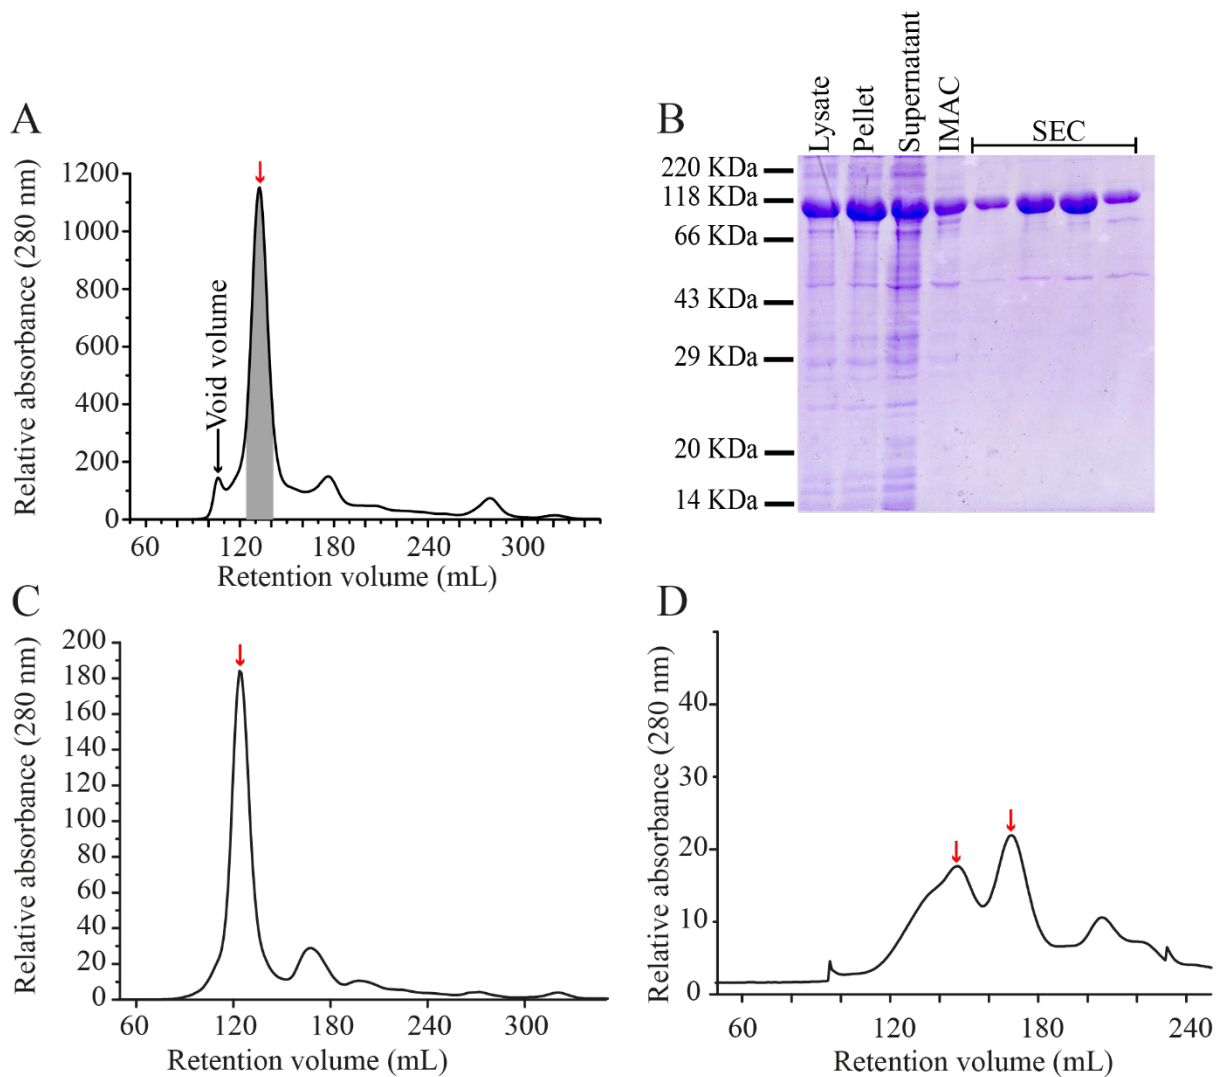 A
Relative absorbance (280 nm)
1200
1000
800
600
400
200
0
Void volume
60 120 180 240 300
Retention volume (mL)
B
Lysate
Pellet
Supernatant
IMAC
SEC
220 KDa
118 KDa
66 KDa
43 KDa
29 KDa
20 KDa
14 KDa
C
Relative absorbance (280 nm)
200
180
160
140
120
100
80
60
40
20
0
60 120 180 240 300
Retention volume (mL)
D
Relative absorbance (280 nm)
40
30
20
10
0
60 120 180 240
Retention volume (mL)